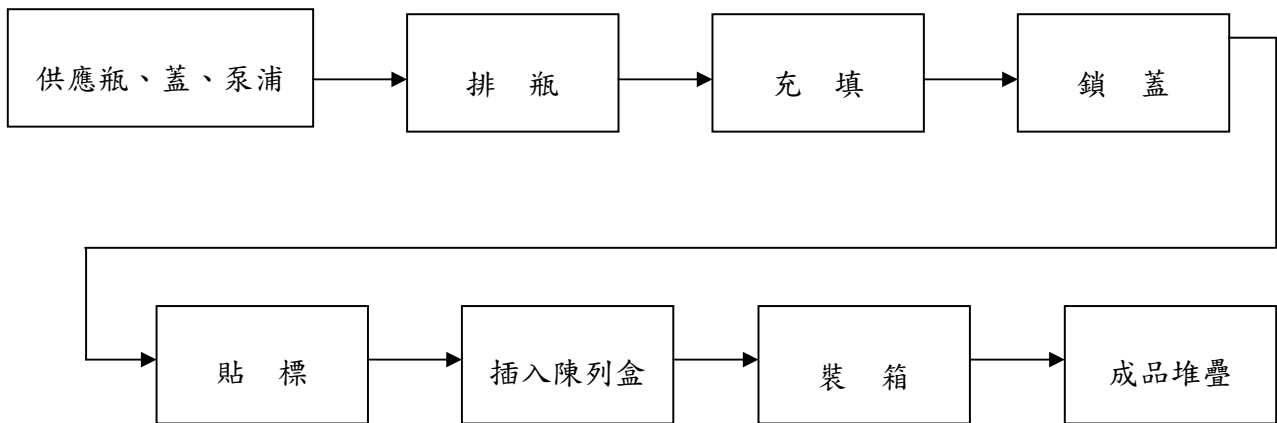 供應瓶、蓋、泵浦
排 瓶
充 填
鎖 蓋
貼 標
插入陳列盒
裝 箱
成品堆疊